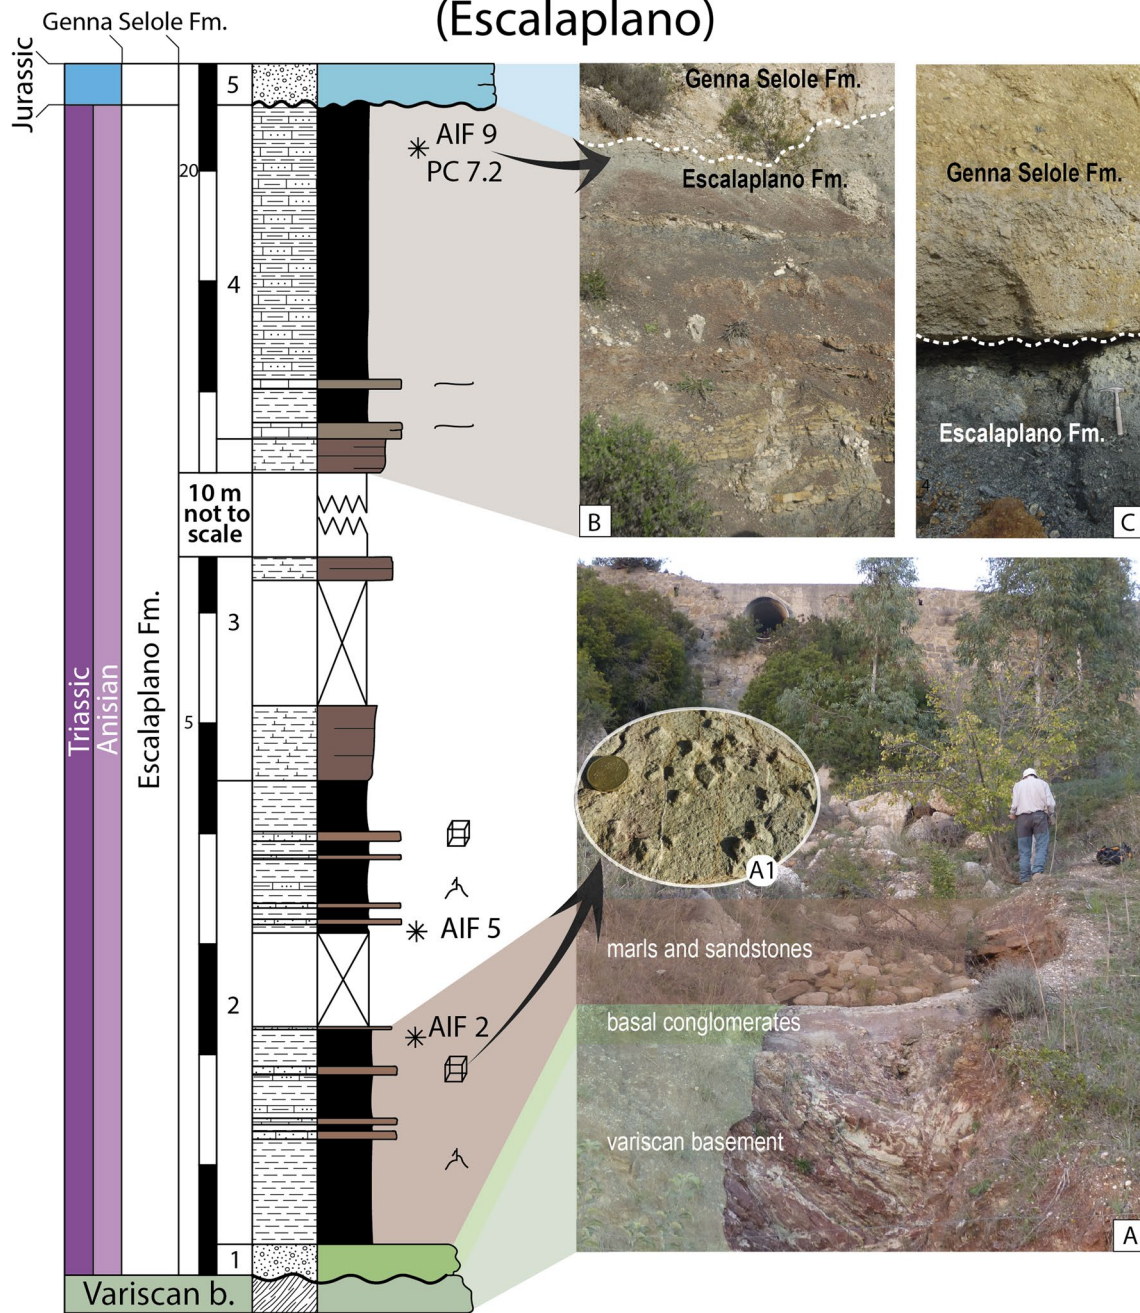 (Escalaplano)
Genna Selole Fm.
Jurassic
5
AIF 9
PC 7.2
20
4
Genna Selole Fm.
Escalaplano Fm.
B
Genna Selole Fm.
Escalaplano Fm.
4
C
10 m
not to
scale
3
5
Triassic
Anisian
Escalaplano Fm.
AIF 5
2
AIF 2
A1
marls and sandstones
basal conglomerates
variscan basement
A
1
Variscan b.